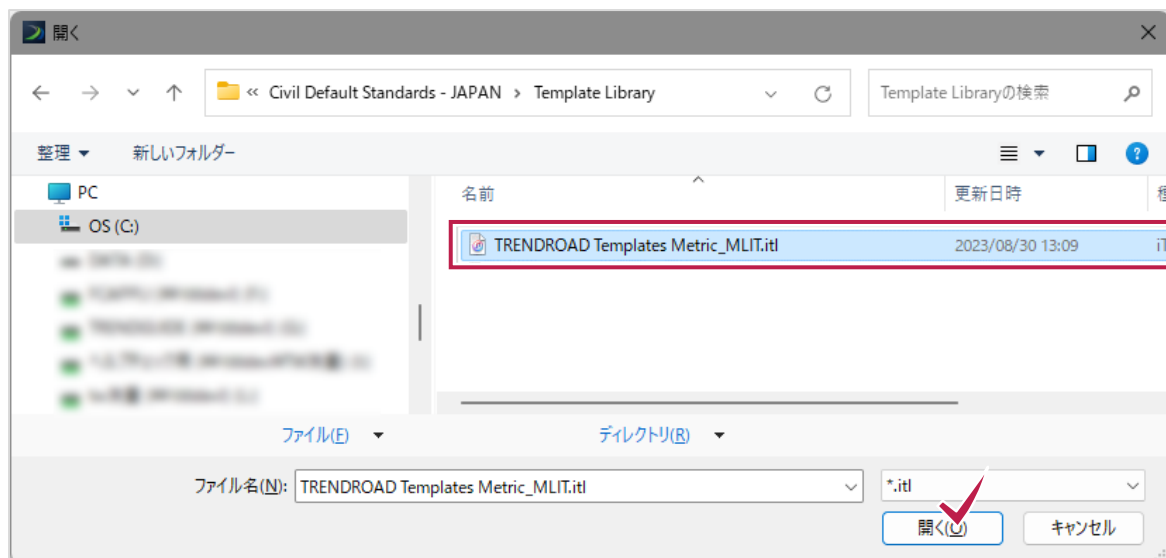 開く
« Civil Default Standards - JAPAN › Template Library
Template Libraryの検索
整理
新しいフォルダー
?
PC
OS (C:)
名前
更新日時
TRENDROAD Templates Metric_MLIT.itl
2023/08/30 13:09
ファイル(F)
ディレクトリ(R)
ファイル名(N):
TRENDROAD Templates Metric_MLIT.itl
*.itl
開く(O)
キャンセル